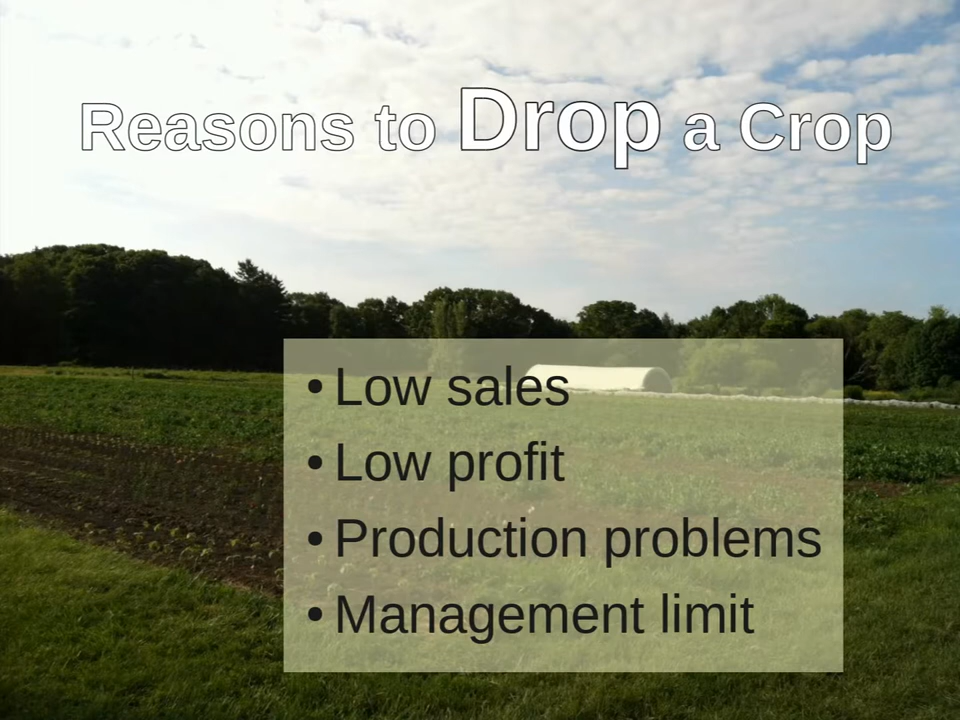 Reasons to Drop a Crop
• Low sales
• Low profit
• Production problems
• Management limit